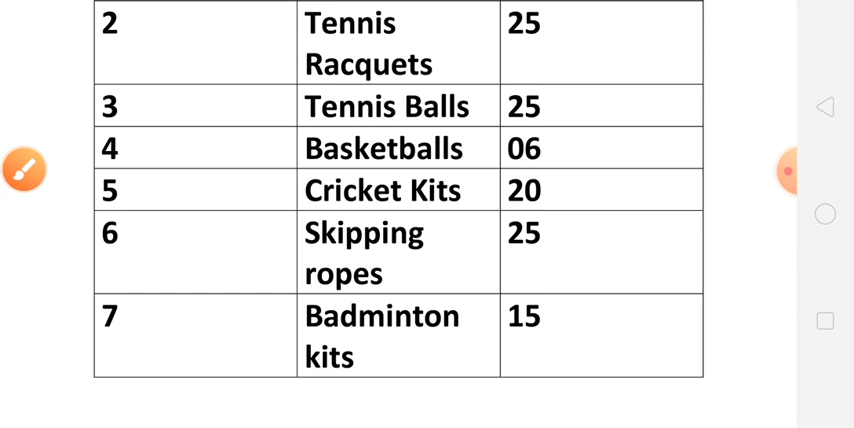 2 Tennis 25
Racquets
3 Tennis Balls 25
4 Basketballs 06
5 Cricket Kits 20
6 Skipping 25
ropes
7 Badminton 15
kits